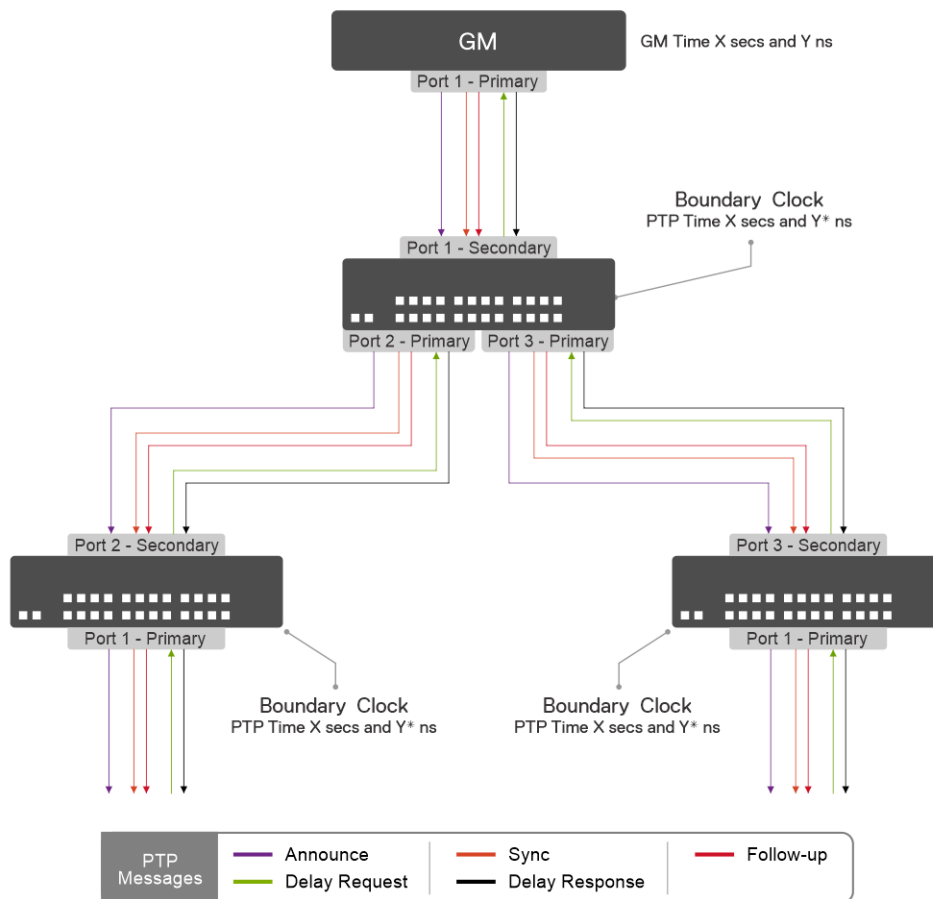 GM
GM Time X secs and Y ns
Port 1 - Primary
Boundary Clock
PTP Time X secs and Y* ns
Port 1 - Secondary
Port 2 - Primary
Port 3 - Primary
Port 2 - Secondary
Port 3 - Secondary
Port 1 - Primary
Port 1 - Primary
Boundary Clock
PTP Time X secs and Y* ns
Boundary Clock
PTP Time X secs and Y* ns
PTP
Messages
Announce
Sync
Follow-up
Delay Request
Delay Response